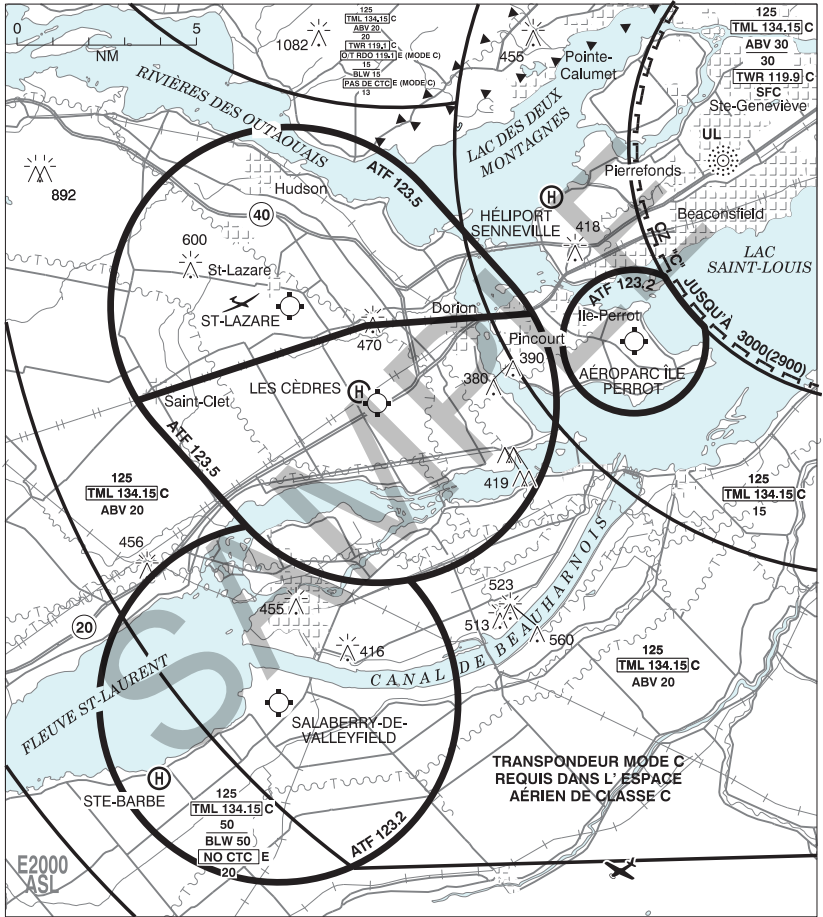 0 5
NM
1082
125
TML 134.15 C
ABV 20
20
TWR 119.1 C
O/T RDO 119.1 E (MODE C)
15
BLW 15
PAS DE CTC E (MODE C)
13
455
Pointe-
Calumet
125
TML 134.15 C
ABV 30
30
TWR 119.9 C
SFC
Ste-Geneviève
RIVIÈRES DES OUTAOUAIS
LAC DES DEUX
MONTAGNES
UL
892
Hudson
ATF 123.5
Pierrefonds
40
HÉLIPORT
SENNEVILLE
H
418
Beaconsfield
LAC
SAINT-LOUIS
600
St-Lazare
ST-LAZARE
CZ "C"
JUSQU'À 3000(2900)
ATF 123.2
Ile-Perrot
Dorion
470
Pincourt
390
AÉROPARC ÎLE
PERROT
LES CÈDRES
H
380
Saint-Clet
ATF 123.5
419
125
TML 134.15 C
ABV 20
125
TML 134.15 C
15
456
455
523
513
560
20
416
CANAL DE BEAUHARNOIS
125
TML 134.15 C
ABV 20
FLEUVE ST-LAURENT
SALABERRY-DE-
VALLEYFIELD
H
STE-BARBE
TRANSPONDEUR MODE C
REQUIS DANS L' ESPACE
AÉRIEN DE CLASSE C
125
TML 134.15 C
50
BLW 50
NO CTC E
20
ATF 123.2
E2000
ASL
SAMPLE